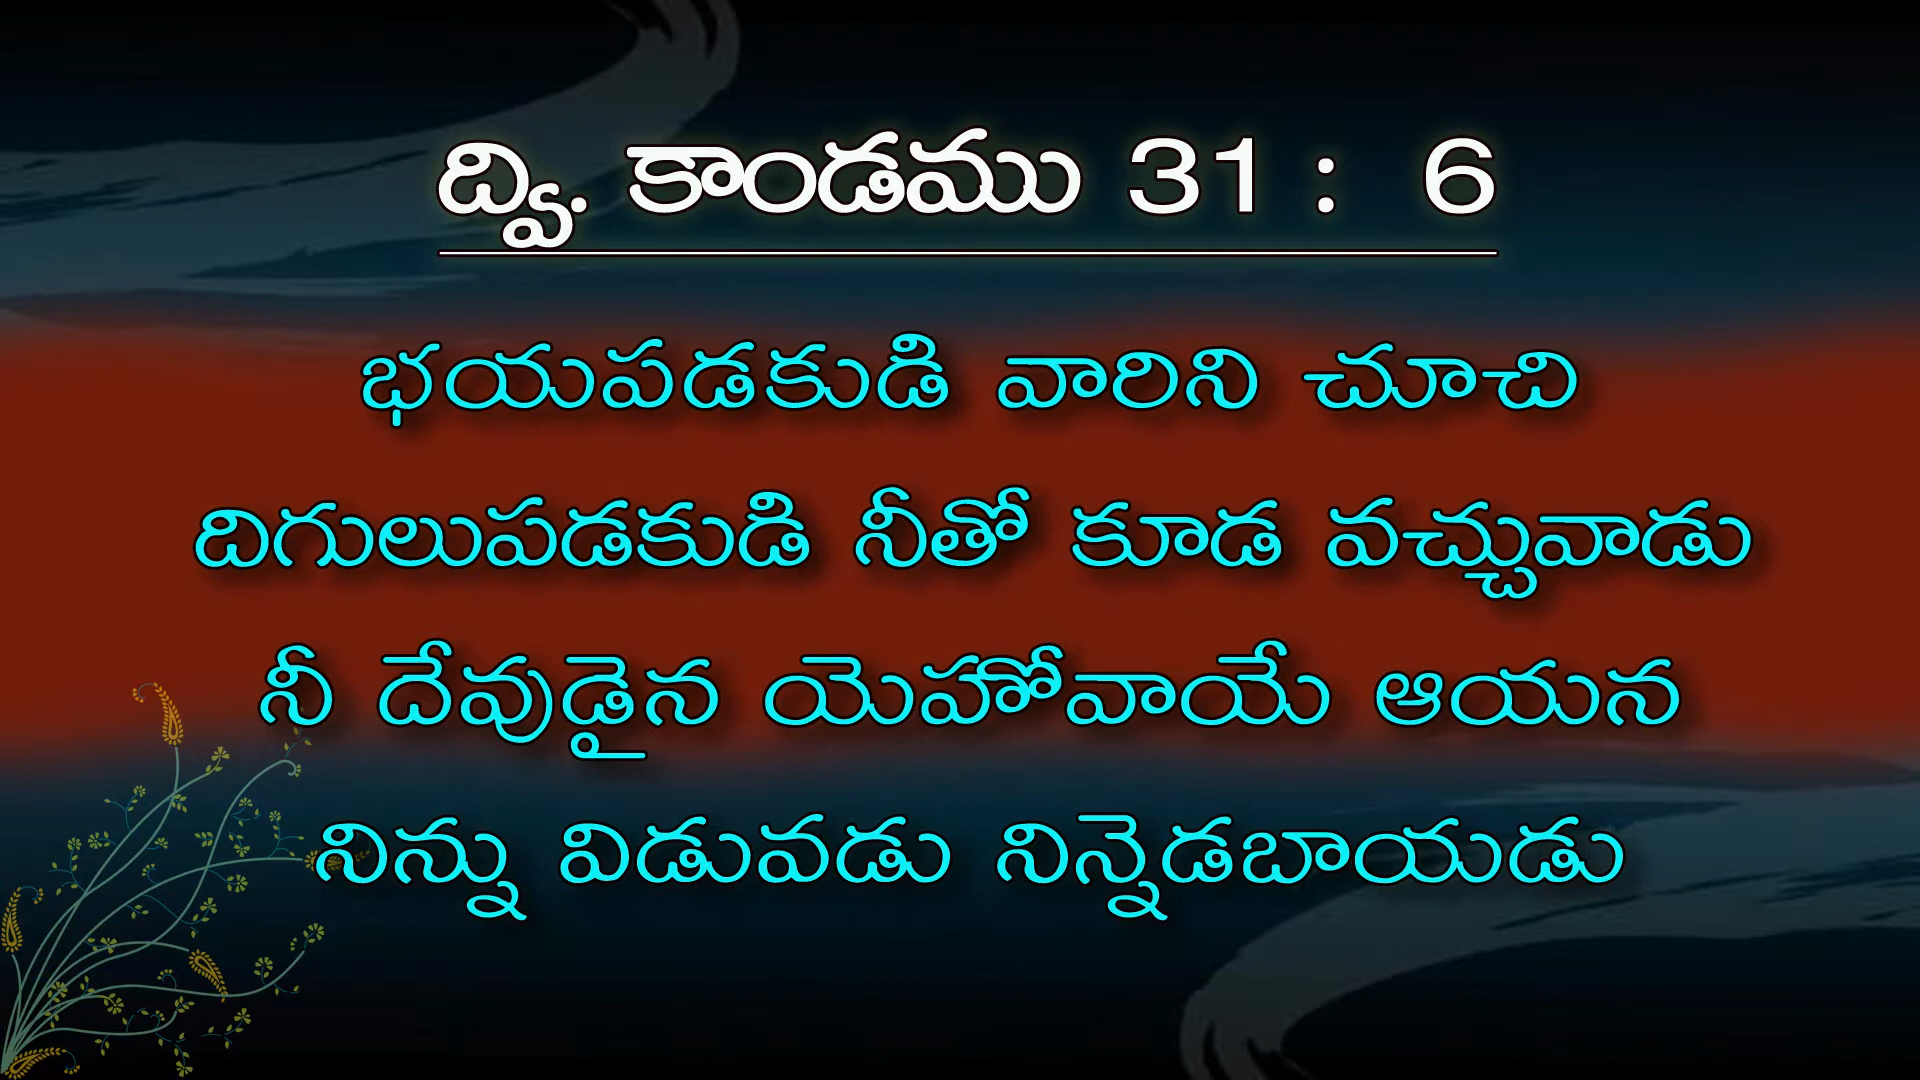 ద్వి. కాండము 31 : 6
భయపడకుడి వారిని చూచి
దిగులుపడకుడి నీతో కూడ వచ్చువాడు
నీ దేవుడైన యెహోవాయే ఆయన
నిన్ను విడువడు నిన్నెడబాయడు